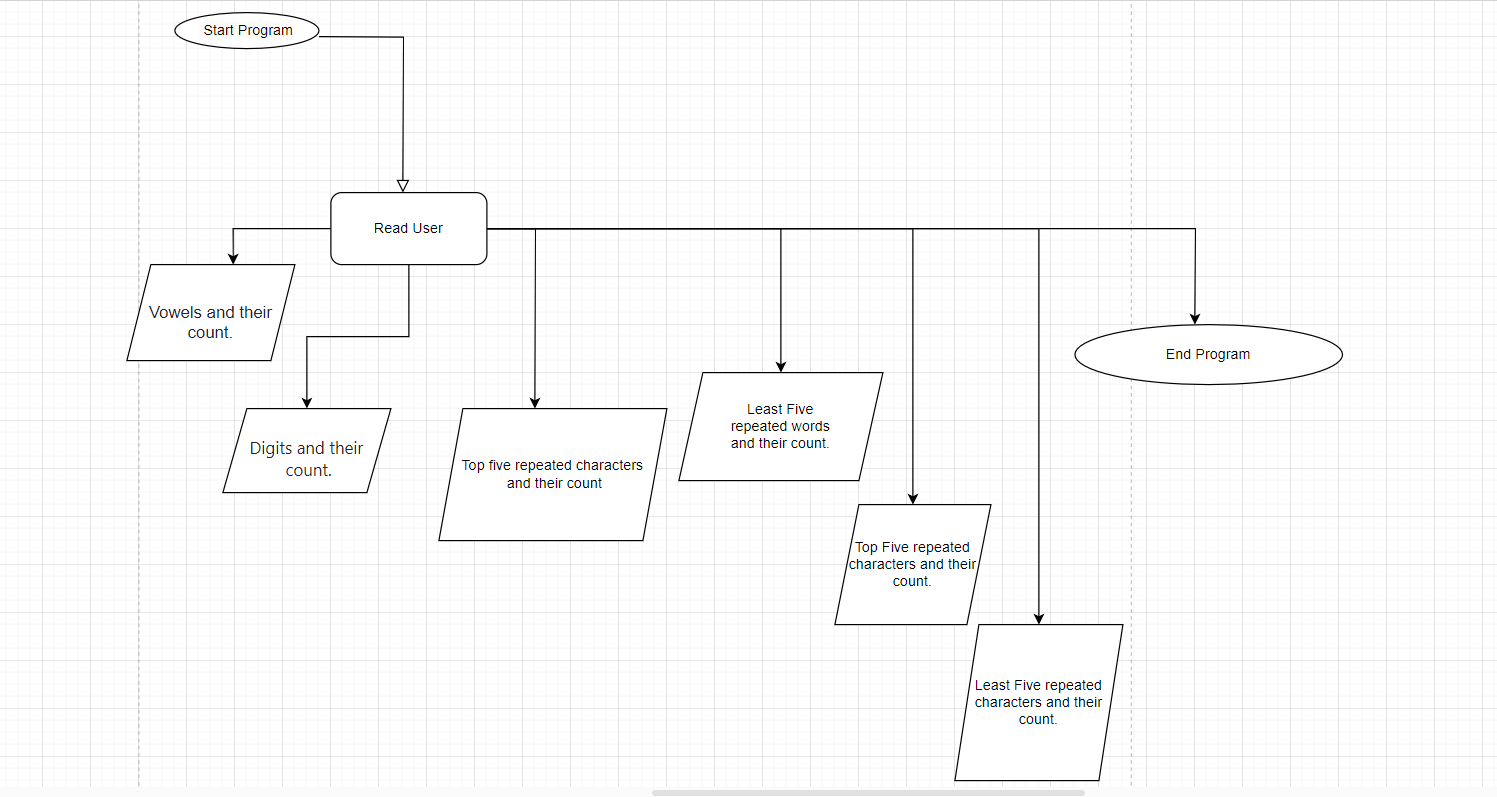 Start Program
Read User
Vowels and their
count.
Digits and their
count.
Top five repeated characters
and their count
Least Five
repeated words
and their count.
Top Five repeated
characters and their
count.
Least Five repeated
characters and their
count.
End Program